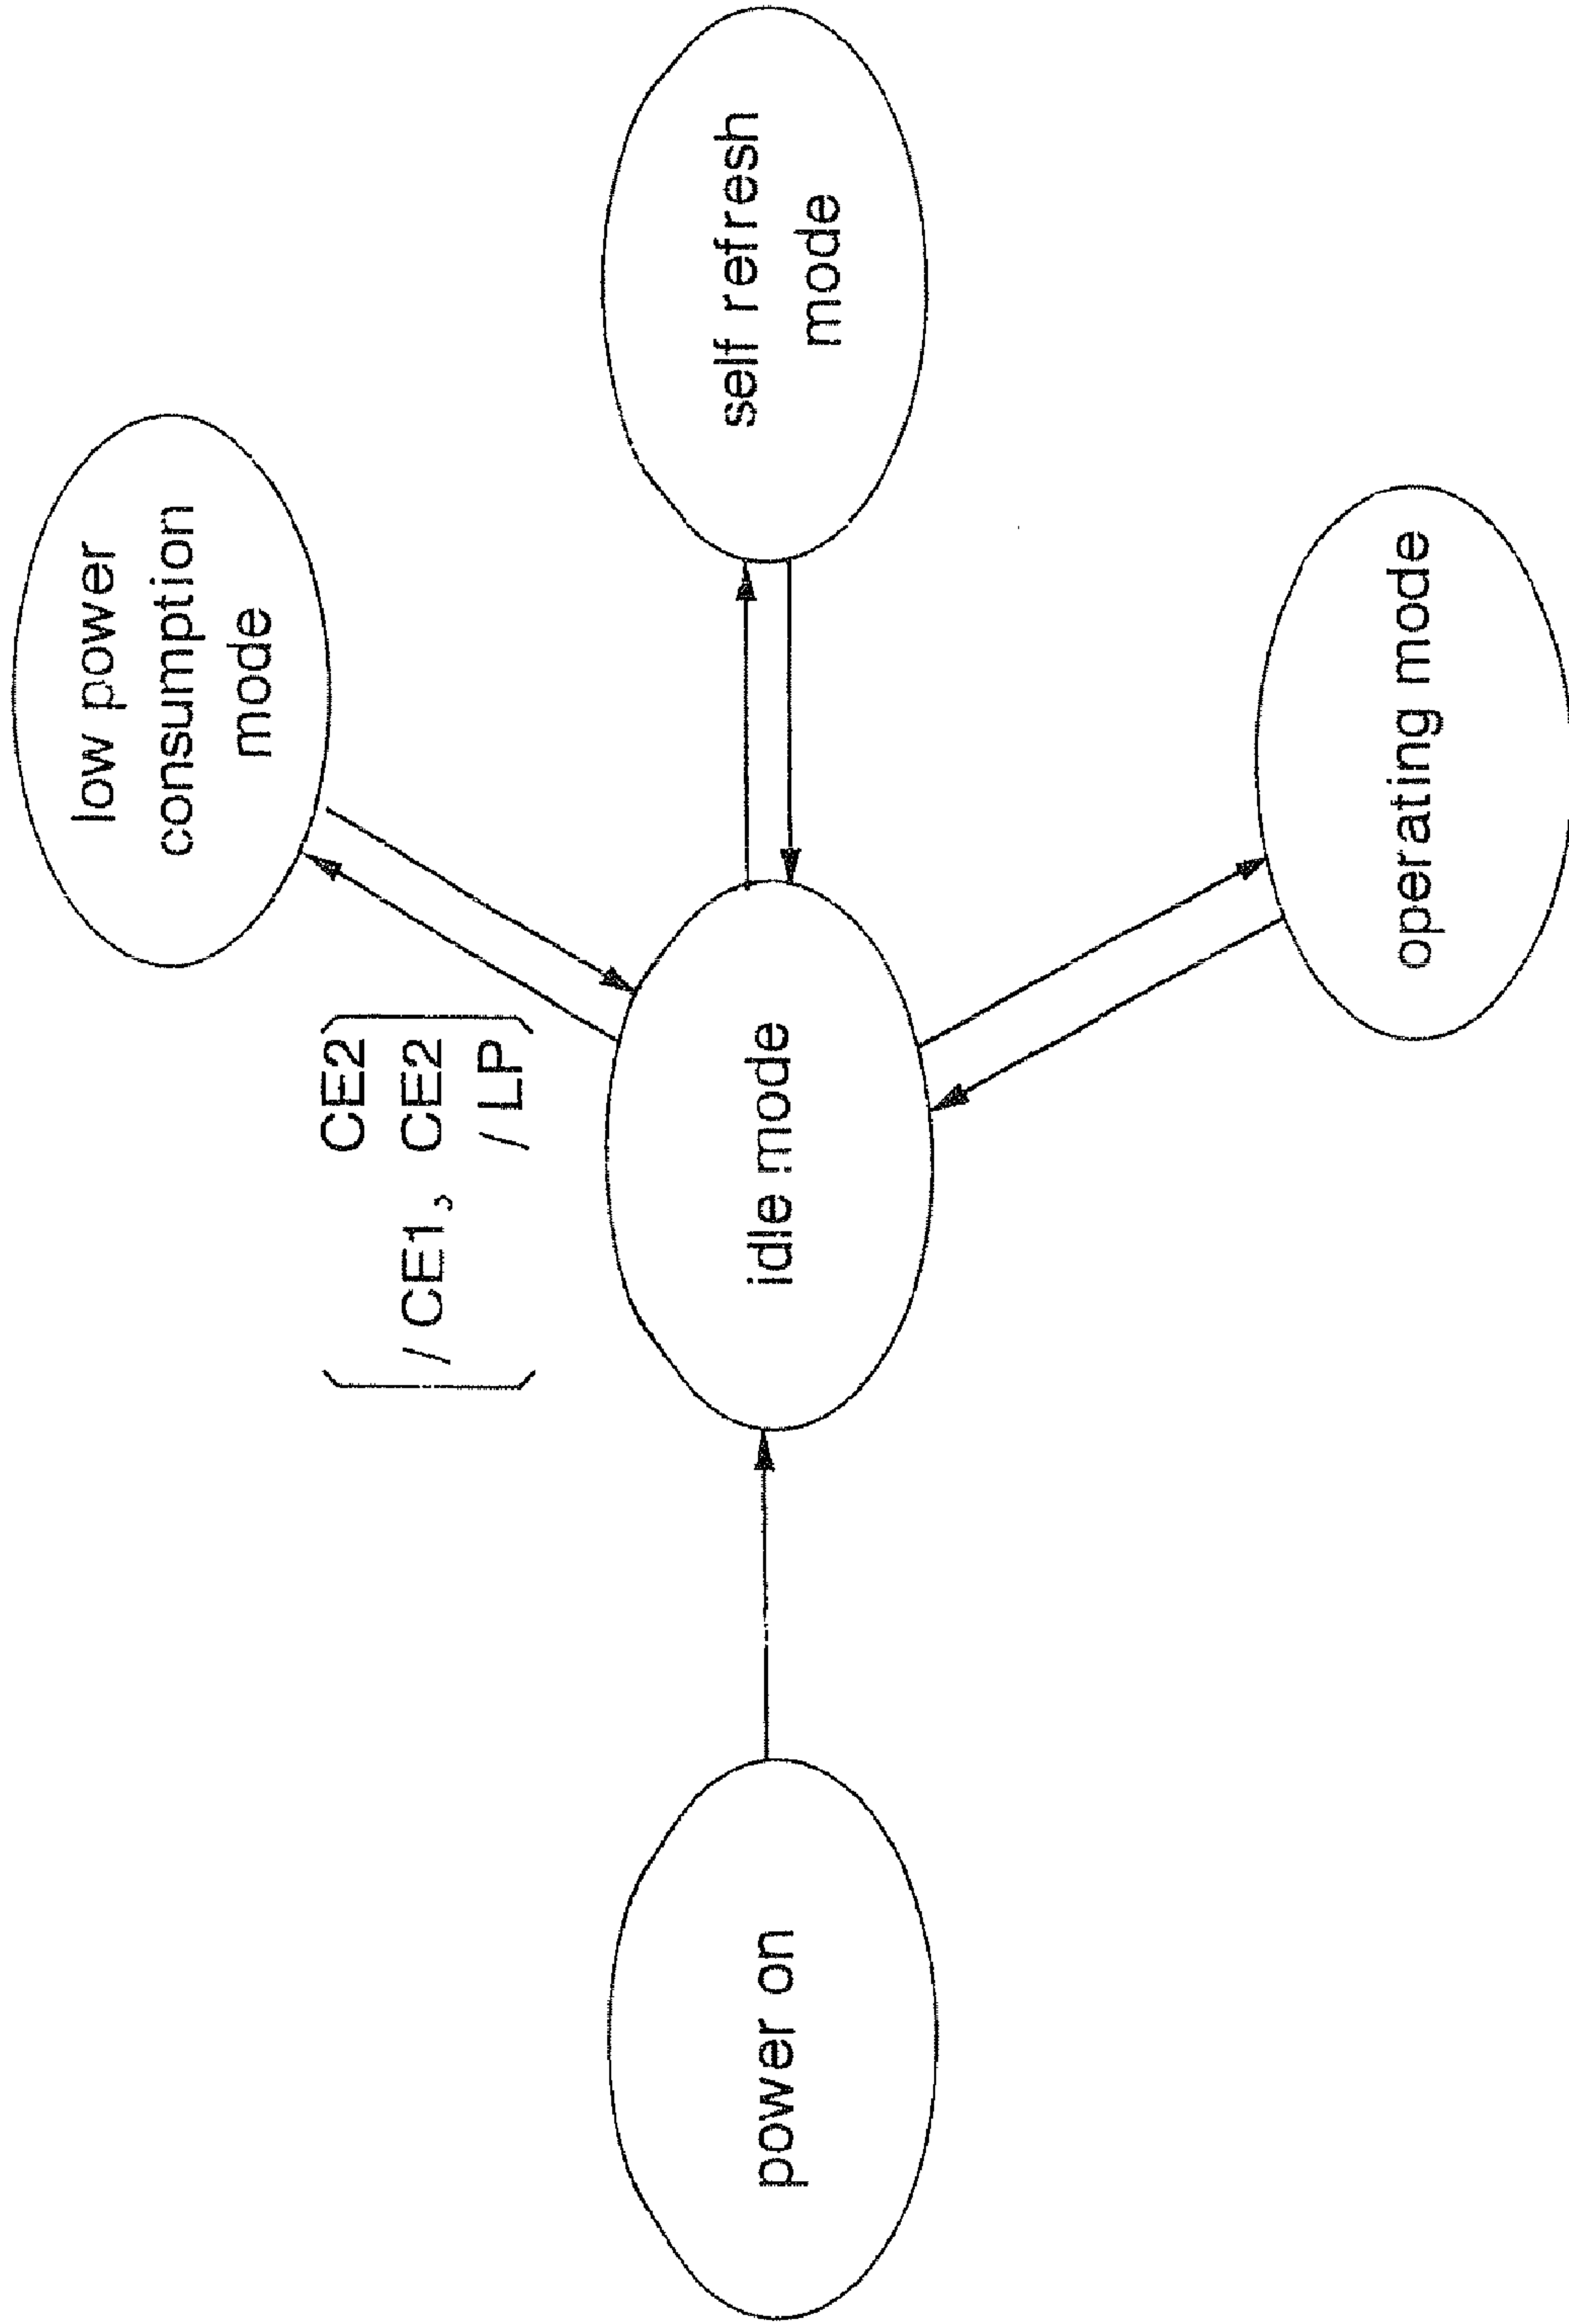 low power
consumption
mode
CE2
/ CE1, CE2
/ LP
self refresh
mode
power on
idle mode
operating mode